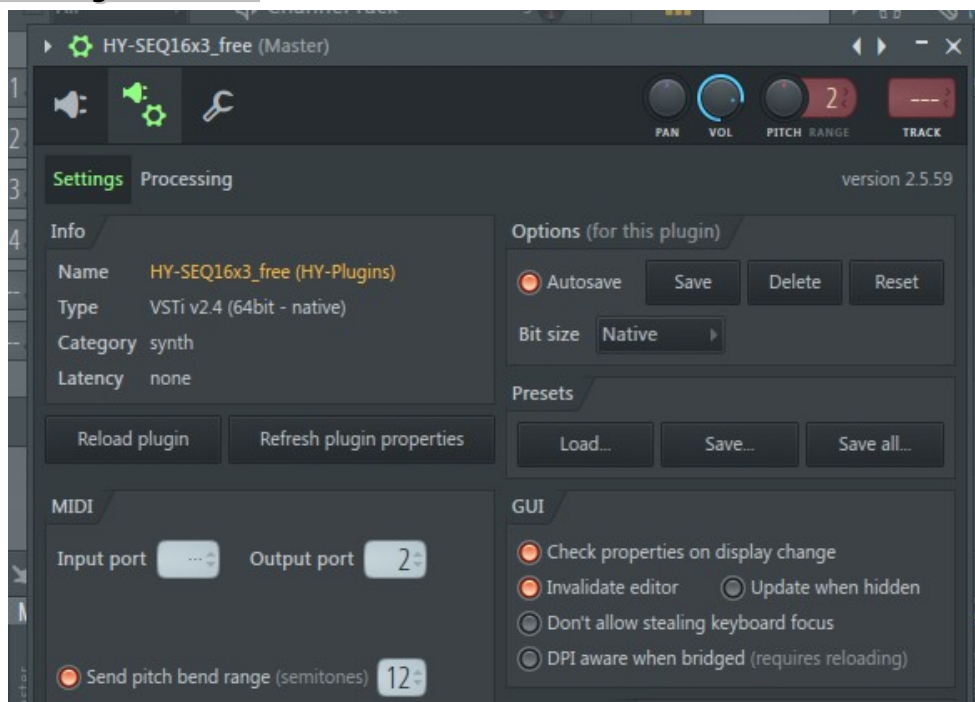 HY-SEQ16x3_free (Master)
2
PAN VOL PITCH RANGE TRACK
---
Settings Processing
version 2.5.59
Info
Name HY-SEQ16x3_free (HY-Plugins)
Type VSTi v2.4 (64bit - native)
Category synth
Latency none
Reload plugin Refresh plugin properties
Options (for this plugin)
Autosave Save Delete Reset
Bit size Native
Presets
Load... Save... Save all...
MIDI
Input port --- Output port 2
Send pitch bend range (semitones) 12
GUI
Check properties on display change
Invalidate editor Update when hidden
Don't allow stealing keyboard focus
DPI aware when bridged (requires reloading)
1
2
3
4